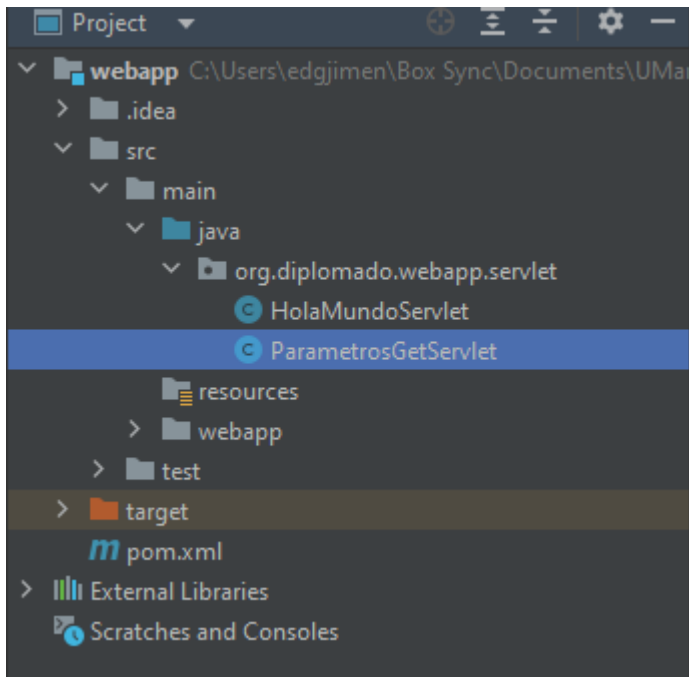 Project
webapp C:\Users\edgjimen\Box Sync\Documents\UMar
.idea
src
main
java
org.diplomado.webapp.servlet
C HolaMundoServlet
C ParametrosGetServlet
resources
webapp
test
target
m pom.xml
External Libraries
Scratches and Consoles